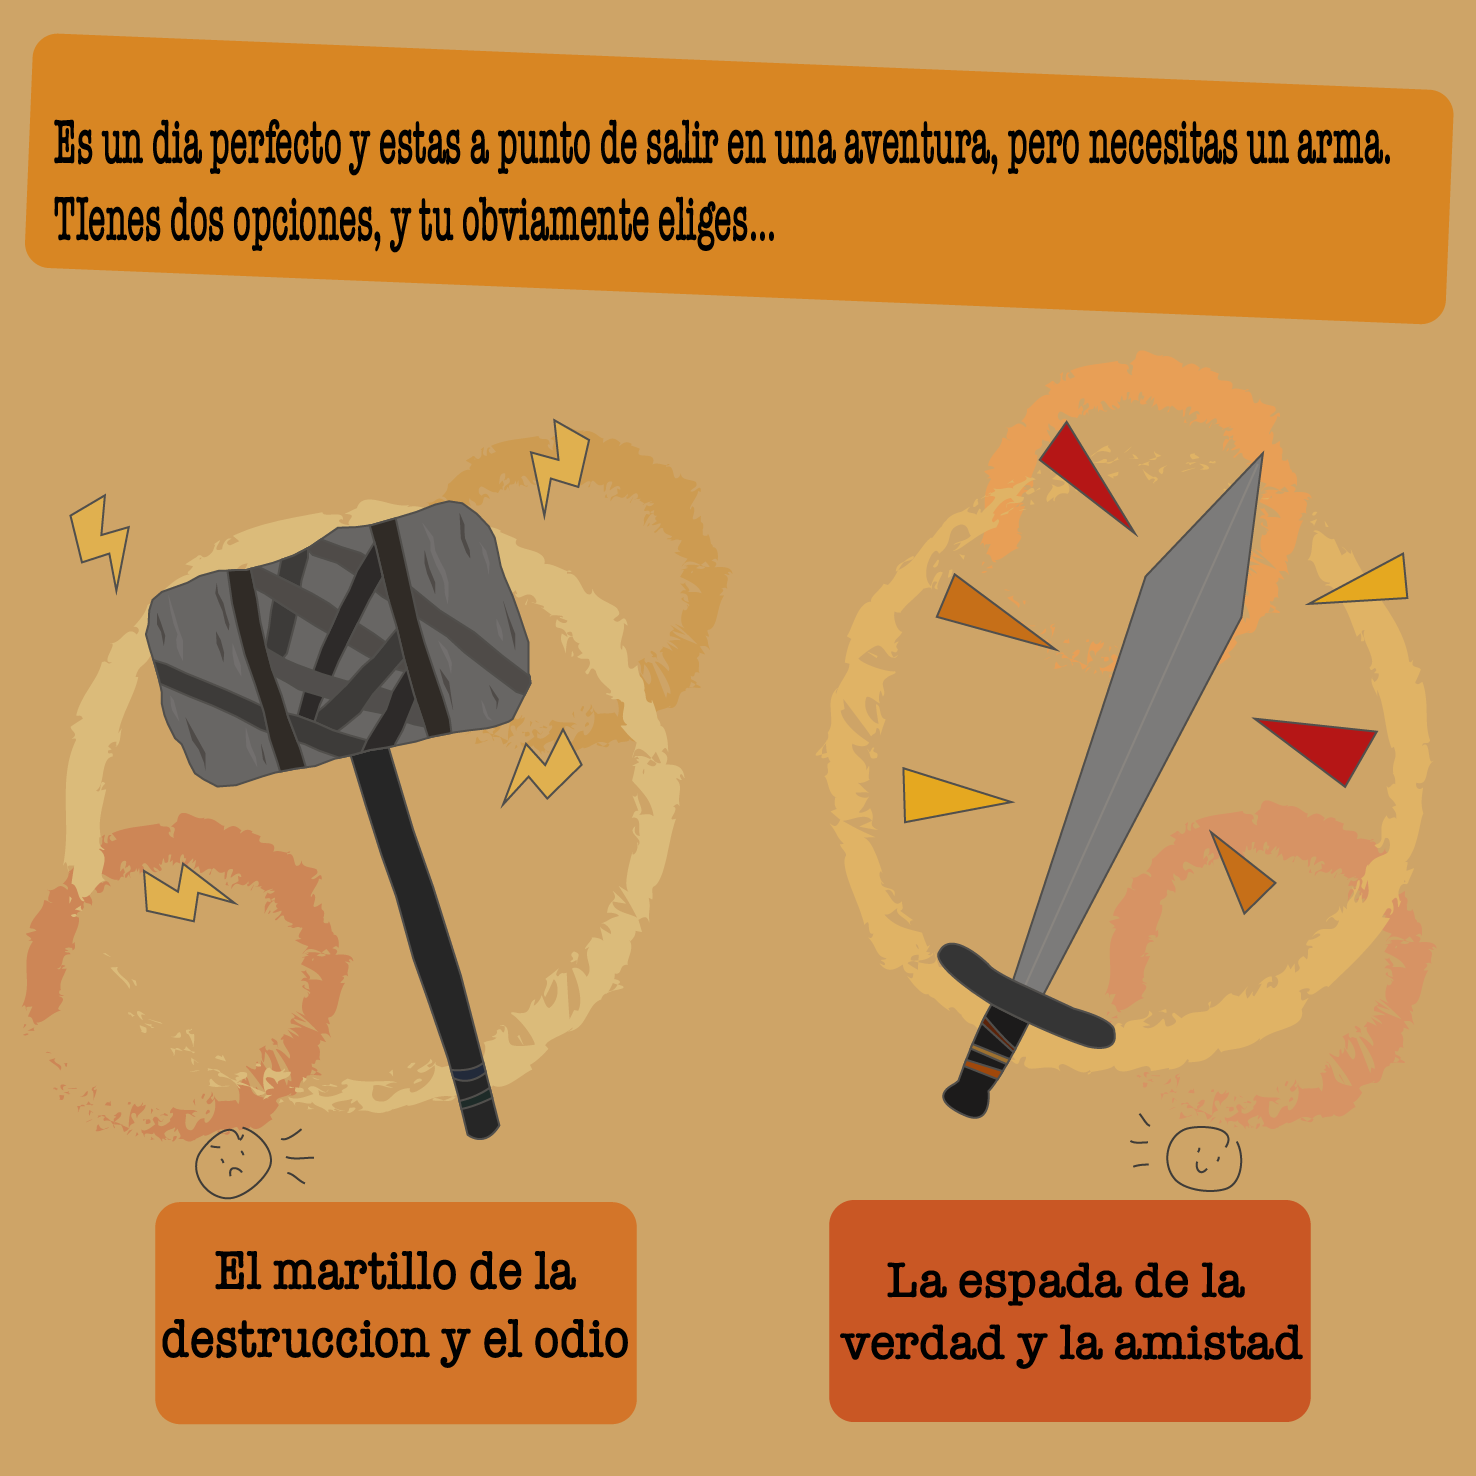 Es un dia perfecto y estas a punto de salir en una aventura, pero necesitas un arma.
TIenes dos opciones, y tu obviamente eliges...
El martillo de la
destruccion y el odio
La espada de la
verdad y la amistad